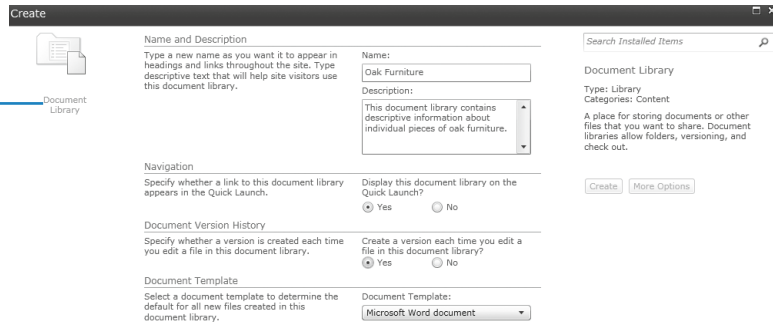 Create
Document
Library
Name and Description
Type a new name as you want it to appear in
headings and links throughout the site. Type
descriptive text that will help site visitors use
this document library.
Name:
Oak Furniture
Description:
This document library contains
descriptive information about
individual pieces of oak furniture.
Navigation
Specify whether a link to this document library
appears in the Quick Launch.
Display this document library on the
Quick Launch?
Yes No
Document Version History
Specify whether a version is created each time
you edit a file in this document library.
Create a version each time you edit a
file in this document library?
Yes No
Document Template
Select a document template to determine the
default for all new files created in this
document library.
Document Template:
Microsoft Word document
Search Installed Items
Document Library
Type: Library
Categories: Content
A place for storing documents or other
files that you want to share. Document
libraries allow folders, versioning, and
check out.
Create More Options